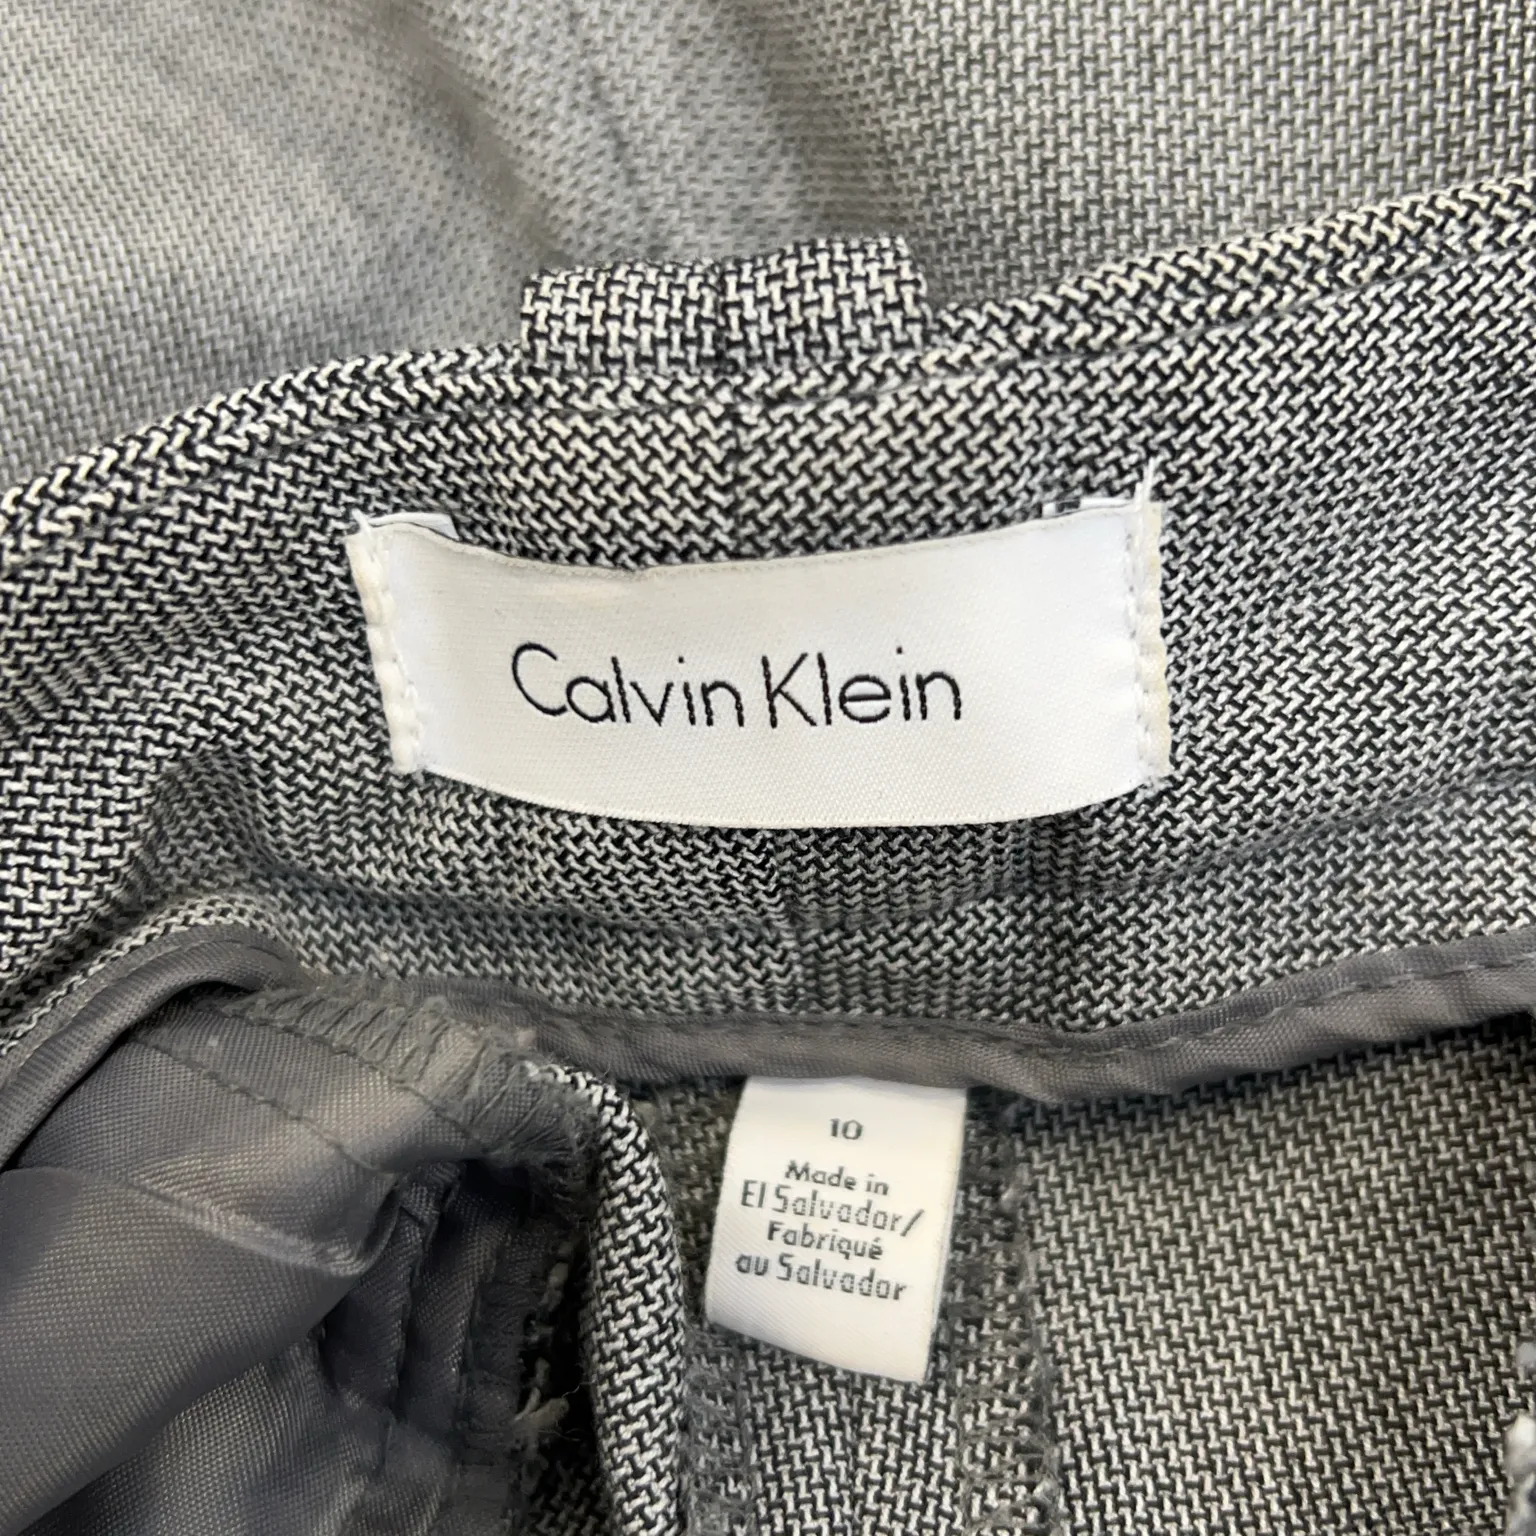 Calvin Klein
10
Made in
El Salvador/
Fabriqué
au Salvador